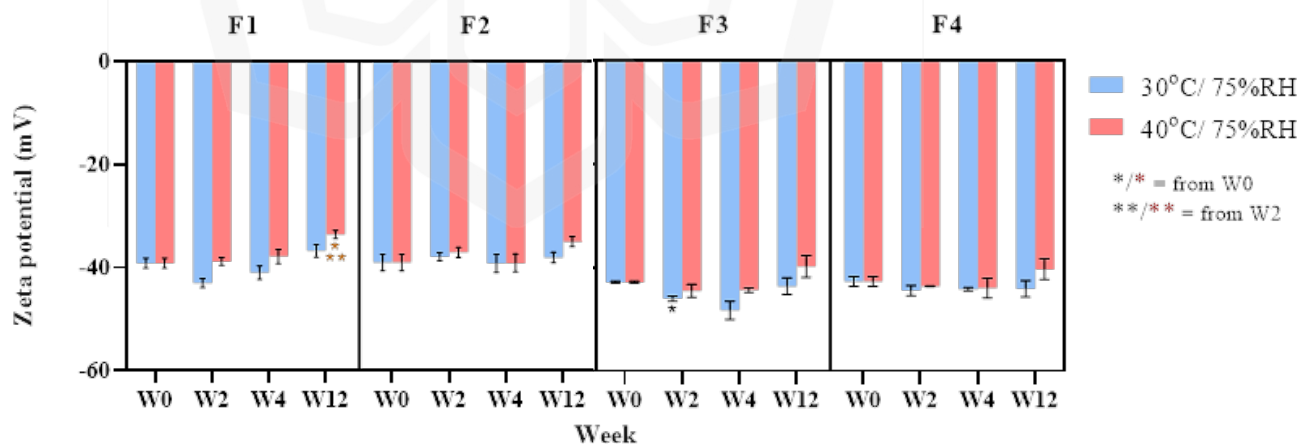 F1 F2 F3 F4
Zeta potential (mV)
0
-20
-40
-60
*
**
*
W0 W2 W4 W12 W0 W2 W4 W12 W0 W2 W4 W12 W0 W2 W4 W12
Week
30°C/ 75%RH
40°C/ 75%RH
*/* = from W0
**/** = from W2